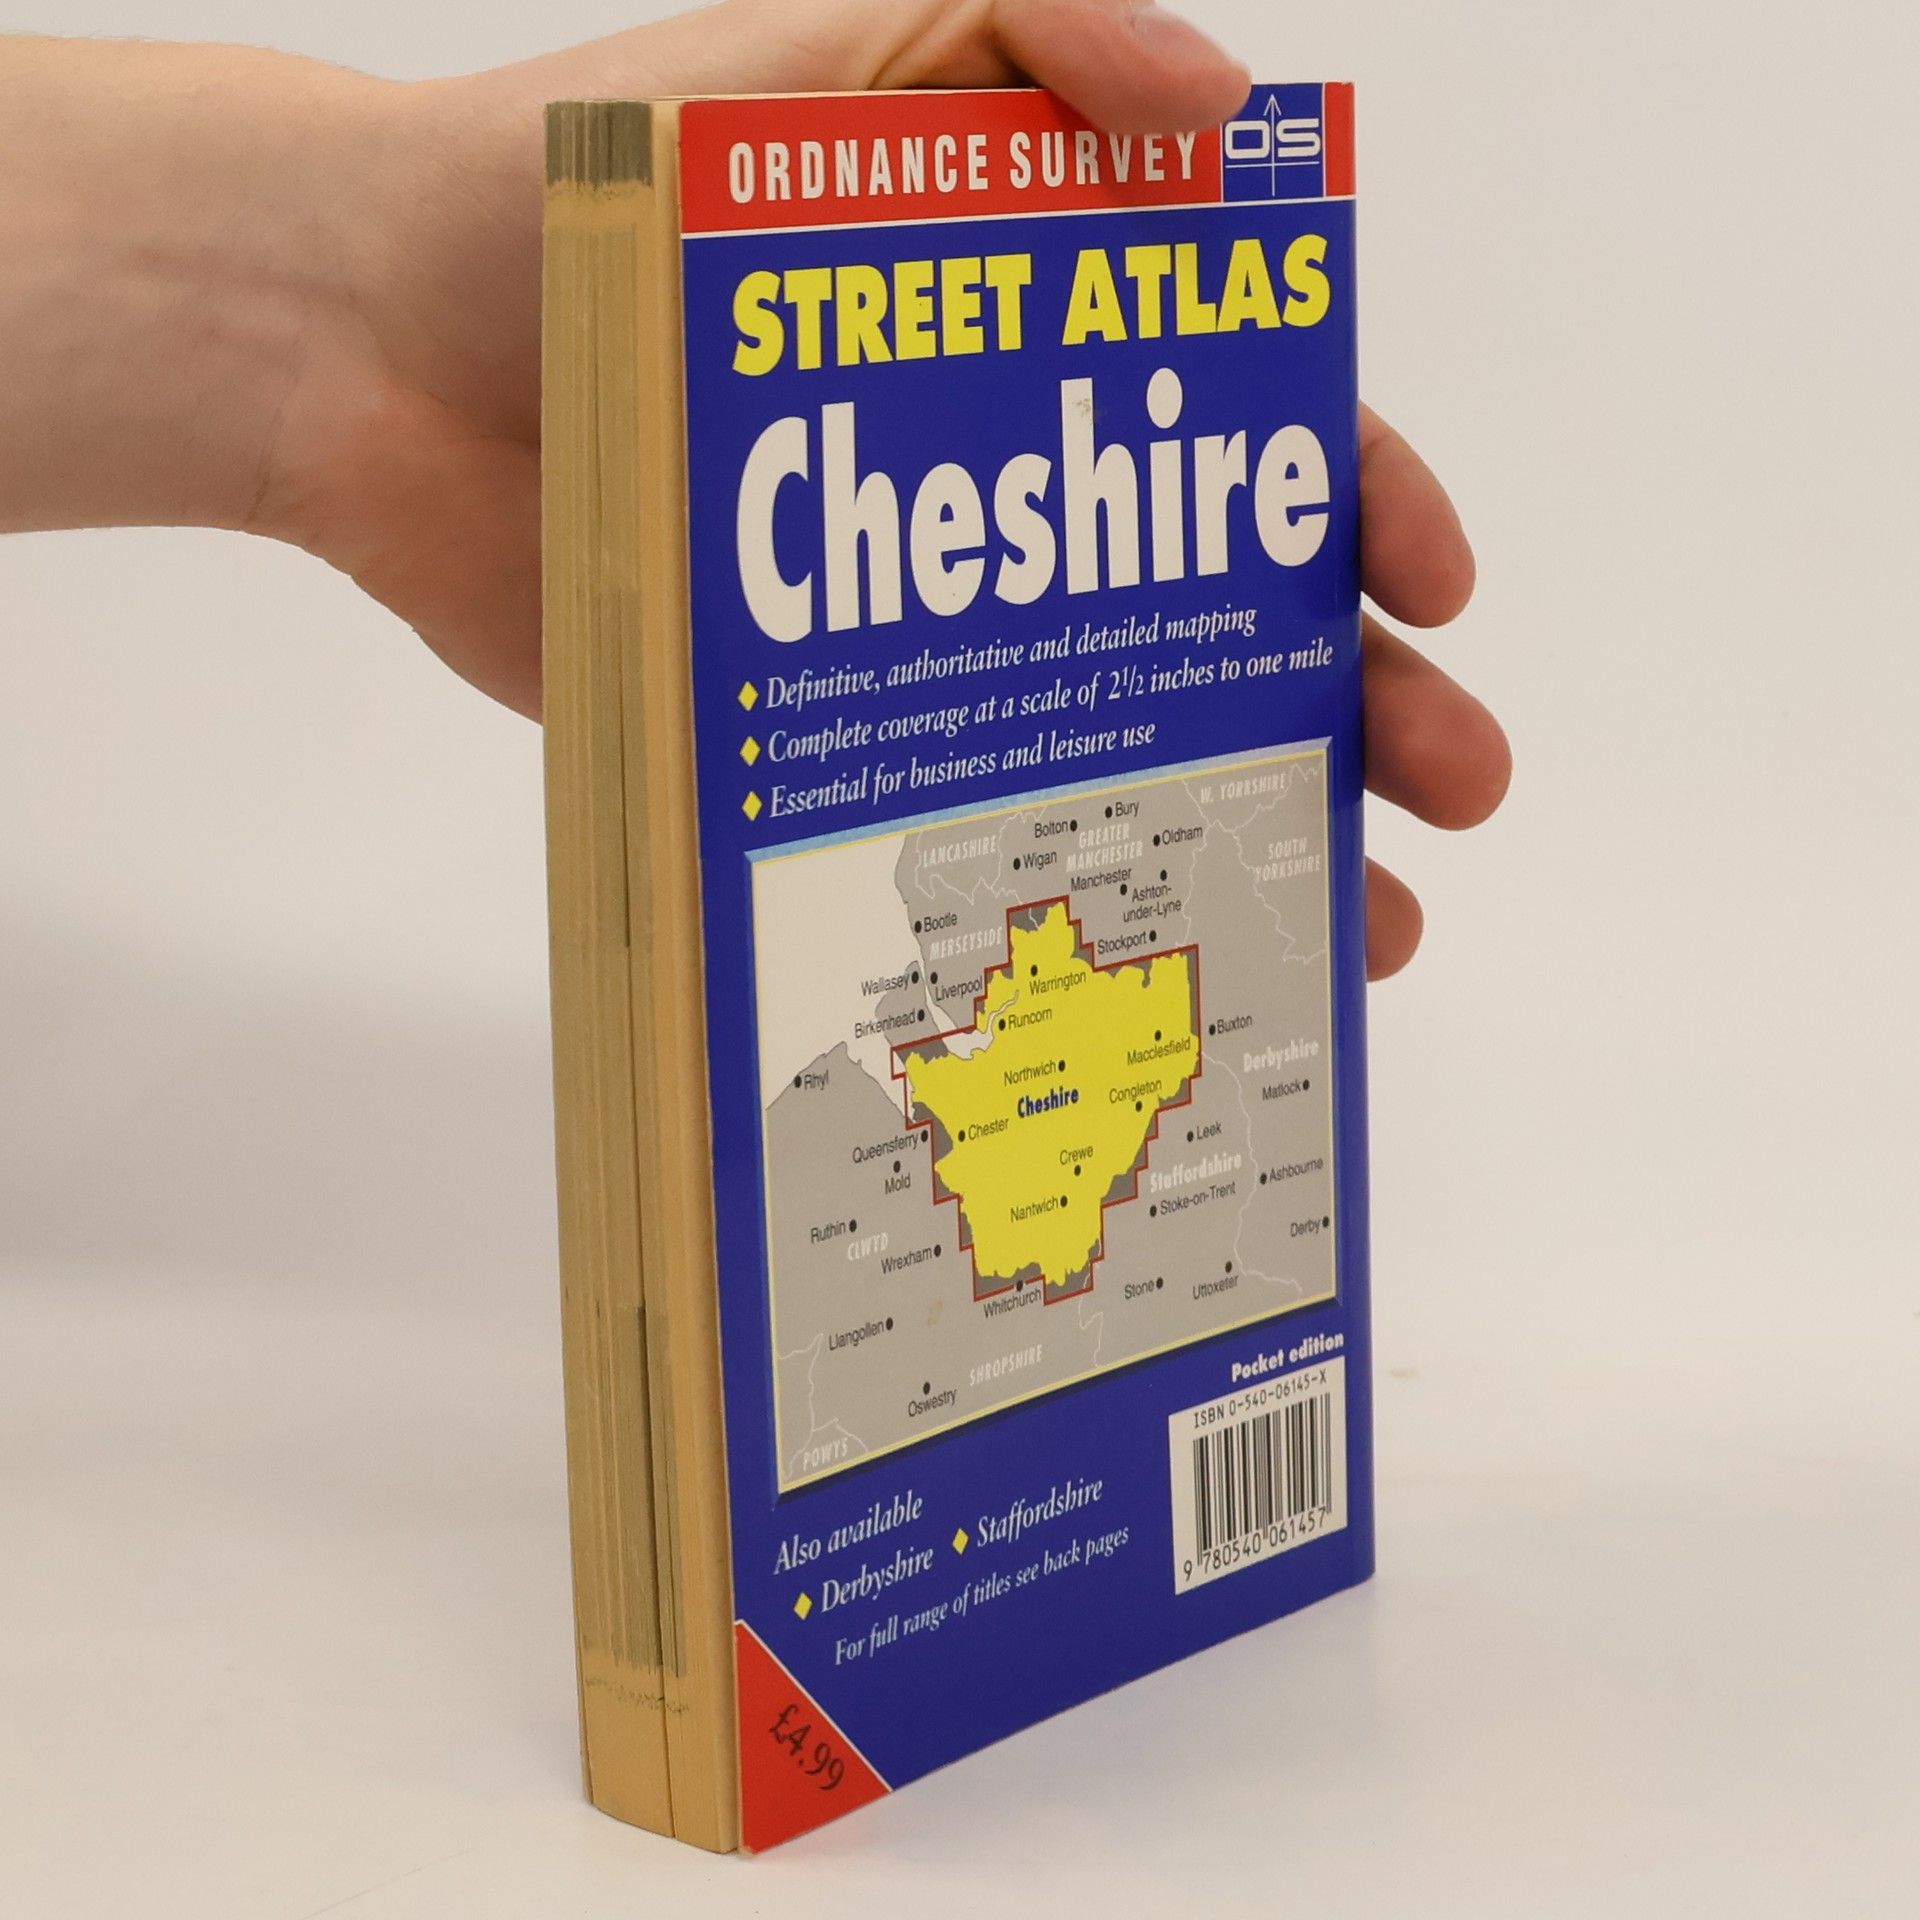 ORDNANCE SURVEY
OS
STREET ATLAS
Cheshire
Definitive, authoritative and detailed mapping
Complete coverage at a scale of 2½ inches to one mile
Essential for business and leisure use
W. YORKSHIRE
Bury
Bolton
GREATER
MANCHESTER
Oldham
LANCASHIRE
Wigan
SOUTH
YORKSHIRE
Manchester
Ashton-
under-Lyne
Bootle
MERSEYSIDE
Stockport
Wallasey
Liverpool
Warrington
Birkenhead
Runcorn
Buxton
Macclesfield
Derbyshire
Rhyl
Northwich
Congleton
Matlock
Cheshire
Chester
Queensferry
Leek
Mold
Crewe
Staffordshire
Ashbourne
Nantwich
Stoke-on-Trent
Ruthin
CLWYD
Wrexham
Derby
Whitchurch
Stone
Uttoxeter
Llangollen
SHROPSHIRE
Oswestry
POWYS
Pocket edition
ISBN 0-540-06145-X
9 780540 061457
Also available
Derbyshire
Staffordshire
For full range of titles see back pages
£4.99